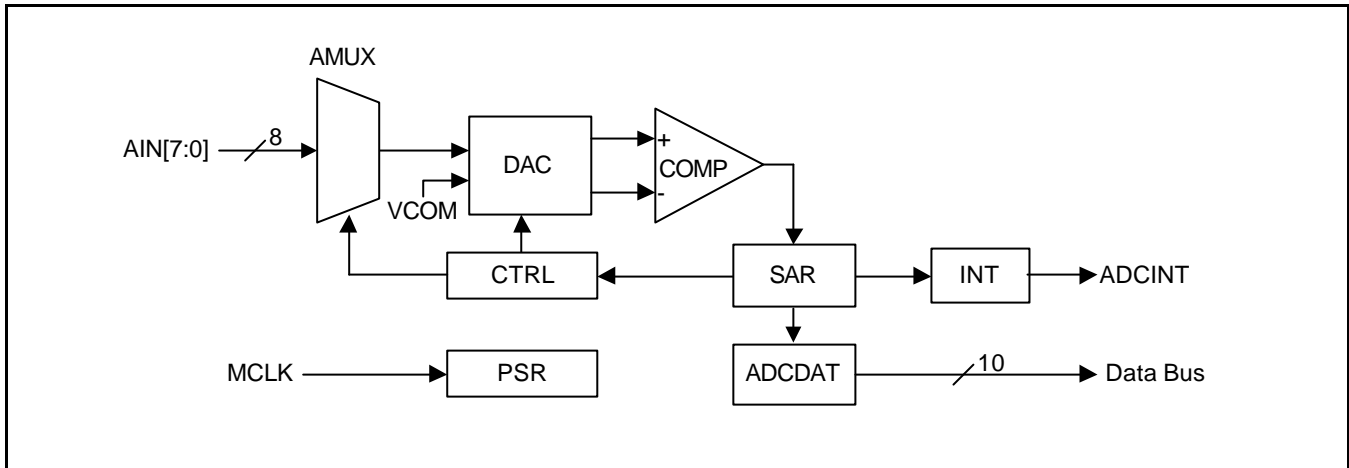 AMUX
AIN[7:0]
8
DAC
VCOM
+
COMP
-
CTRL
SAR
INT
ADCINT
MCLK
PSR
ADCDAT
10
Data Bus